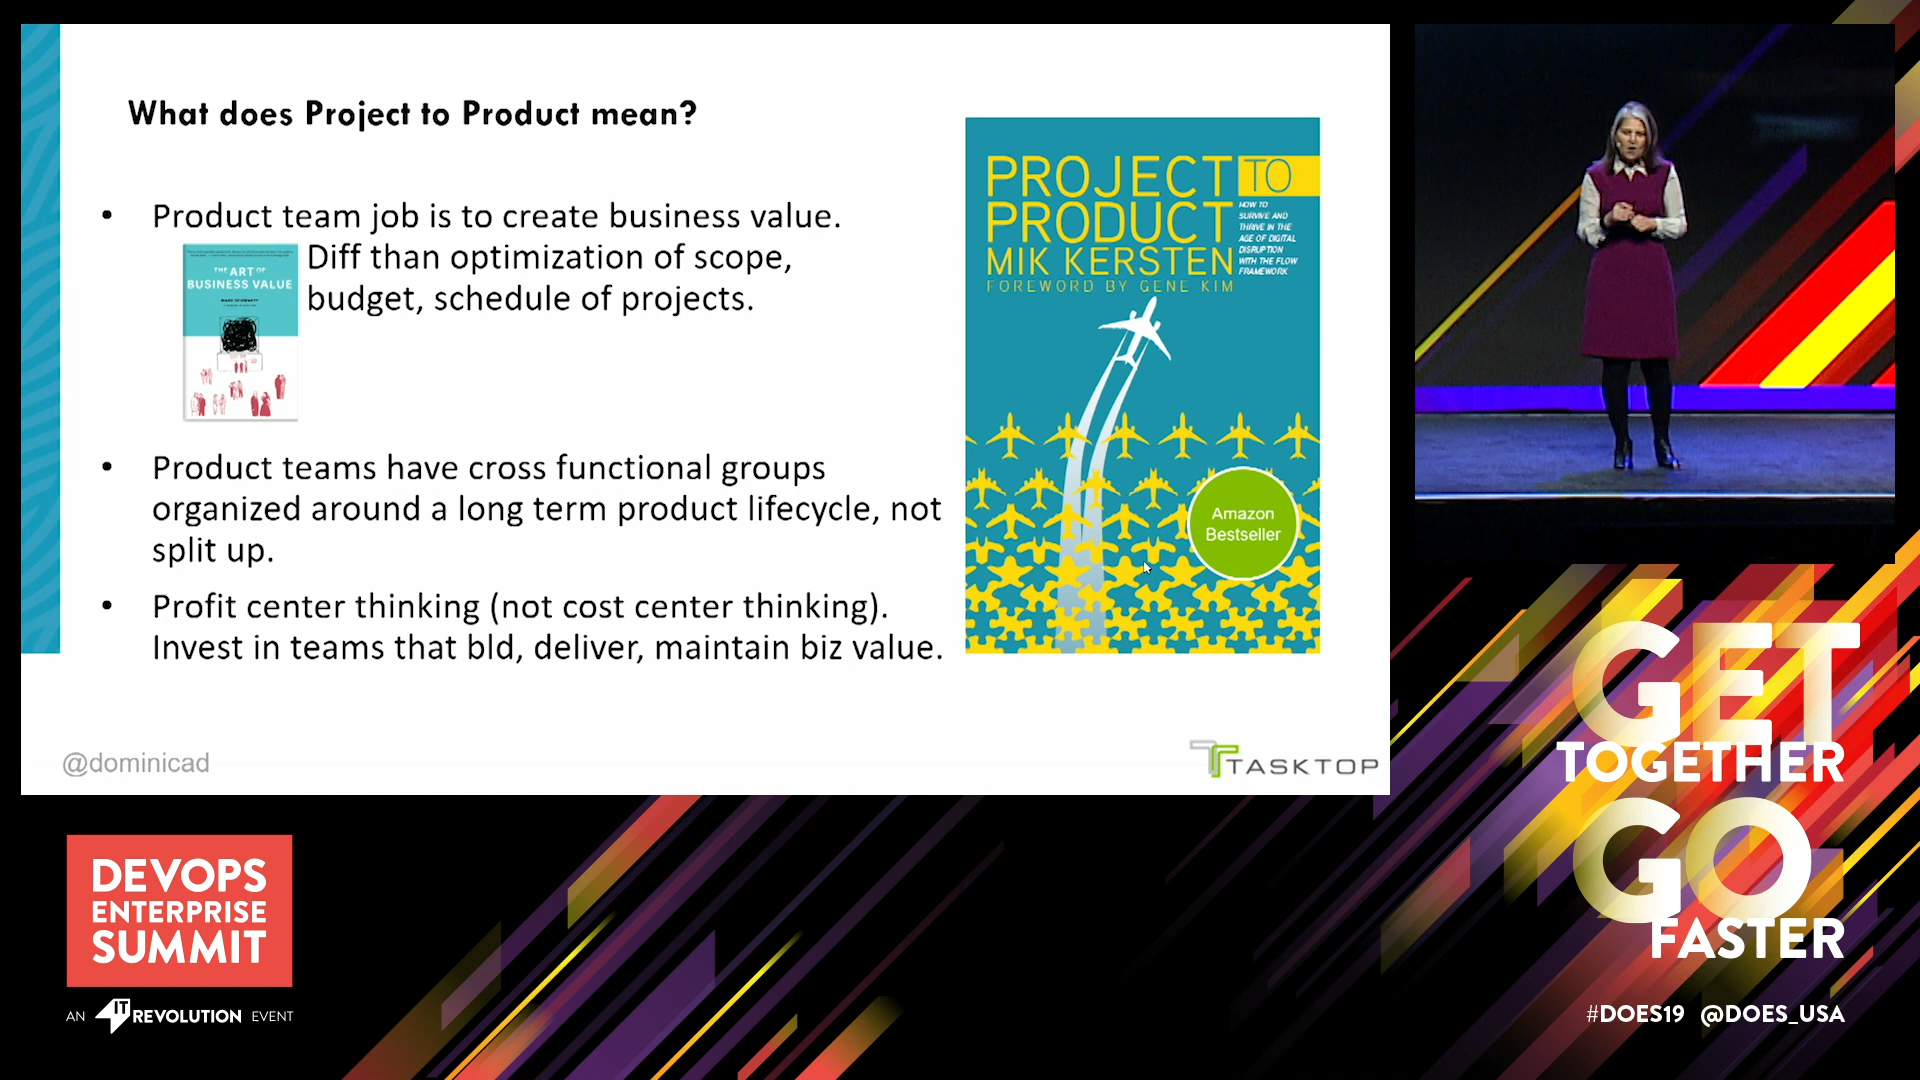 What does Project to Product mean?
• Product team job is to create business value.
Diff than optimization of scope,
budget, schedule of projects.
THE ART OF
BUSINESS VALUE
MARK SCHWARTZ
• Product teams have cross functional groups
organized around a long term product lifecycle, not
split up.
• Profit center thinking (not cost center thinking).
Invest in teams that bld, deliver, maintain biz value.
PROJECT TO
PRODUCT
MIK KERSTEN
FOREWORD BY GENE KIM
HOW TO
SURVIVE AND
THRIVE IN THE
AGE OF DIGITAL
DISRUPTION
WITH THE FLOW
FRAMEWORK
Amazon
Bestseller
@dominicad
TASKTOP
DEVOPS
ENTERPRISE
SUMMIT
AN IT REVOLUTION EVENT
GET
TOGETHER
GO
FASTER
#DOES19 @DOES_USA